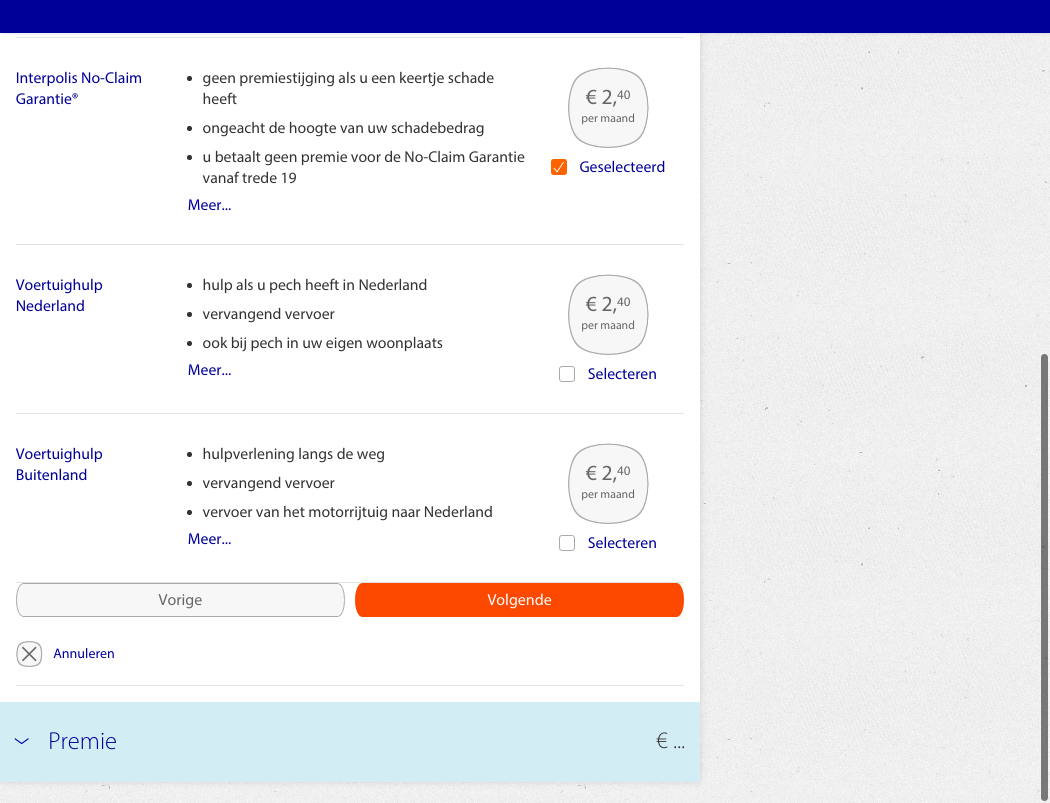 Interpolis No-Claim
Garantie®
• geen premiestijging als u een keertje schade
heeft
• ongeacht de hoogte van uw schadebedrag
• u betaalt geen premie voor de No-Claim Garantie
vanaf trede 19
Meer...
€ 2,40
per maand
Geselecteerd
Voertuighulp
Nederland
• hulp als u pech heeft in Nederland
• vervangend vervoer
• ook bij pech in uw eigen woonplaats
Meer...
€ 2,40
per maand
Selecteren
Voertuighulp
Buitenland
• hulpverlening langs de weg
• vervangend vervoer
• vervoer van het motorrijtuig naar Nederland
Meer...
€ 2,40
per maand
Selecteren
Vorige
Volgende
Annuleren
Premie
€ ...